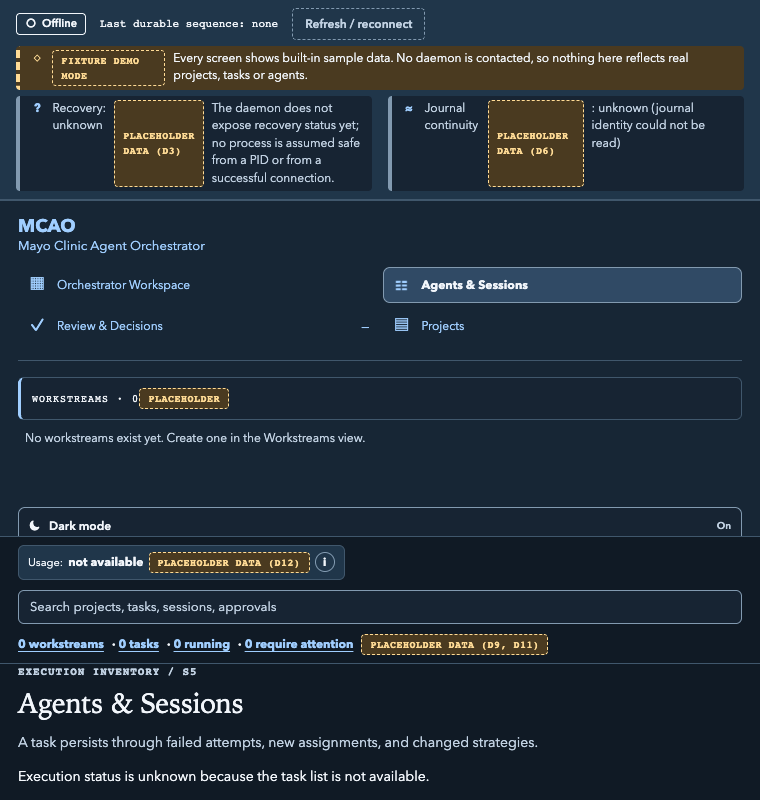 Offline
Last durable sequence: none
Refresh / reconnect
FIXTURE DEMO
MODE
Every screen shows built-in sample data. No daemon is contacted, so nothing here reflects real
projects, tasks or agents.
?
Recovery:
unknown
PLACEHOLDER
DATA (D3)
The daemon does not
expose recovery status yet;
no process is assumed safe
from a PID or from a
successful connection.
≈
Journal
continuity
PLACEHOLDER
DATA (D6)
: unknown (journal
identity could not be
read)
MCAO
Mayo Clinic Agent Orchestrator
Orchestrator Workspace
Agents & Sessions
Review & Decisions
—
Projects
WORKSTREAMS · 0 PLACEHOLDER
No workstreams exist yet. Create one in the Workstreams view.
Dark mode
On
Usage: not available PLACEHOLDER DATA (D12) i
Search projects, tasks, sessions, approvals
0 workstreams · 0 tasks · 0 running · 0 require attention PLACEHOLDER DATA (D9, D11)
EXECUTION INVENTORY / S5
Agents & Sessions
A task persists through failed attempts, new assignments, and changed strategies.
Execution status is unknown because the task list is not available.